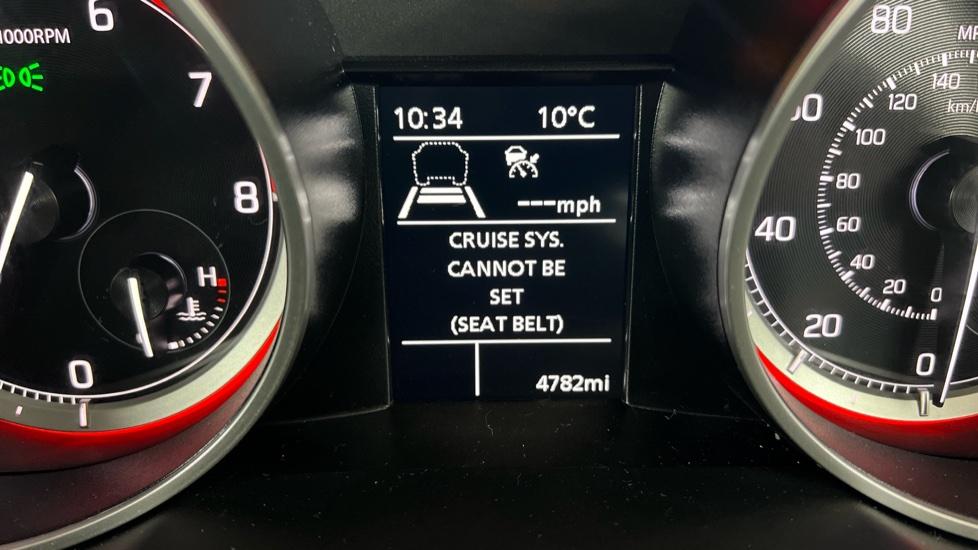 6
1000RPM
7
8
H
0
10:34 10°C
---mph
CRUISE SYS.
CANNOT BE
SET
(SEAT BELT)
4782mi
80
140
km/
120
100
80
60
40
20
0
40
20
0